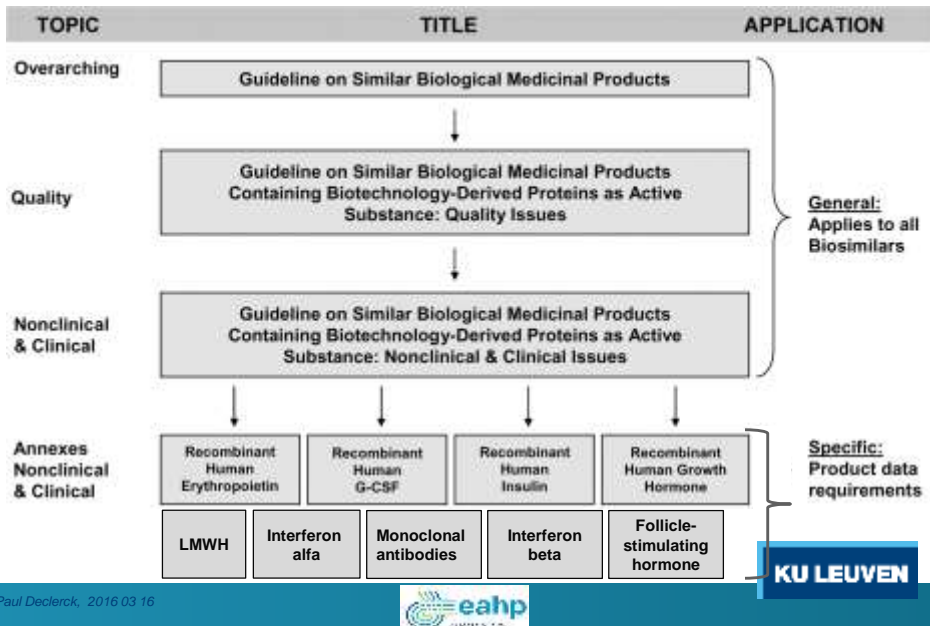 TOPIC TITLE APPLICATION
Overarching
Guideline on Similar Biological Medicinal Products
Quality
Guideline on Similar Biological Medicinal Products
Containing Biotechnology-Derived Proteins as Active
Substance: Quality Issues
General:
Applies to all
Biosimilars
Nonclinical
& Clinical
Guideline on Similar Biological Medicinal Products
Containing Biotechnology-Derived Proteins as Active
Substance: Nonclinical & Clinical Issues
Annexes
Nonclinical
& Clinical
Recombinant
Human
Erythropoietin
Recombinant
Human
G-CSF
Recombinant
Human
Insulin
Recombinant
Human Growth
Hormone
Specific:
Product data
requirements
LMWH
Interferon
alfa
Monoclonal
antibodies
Interferon
beta
Follicle-
stimulating
hormone
KU LEUVEN
Paul Declerck, 2016 03 16
eahp